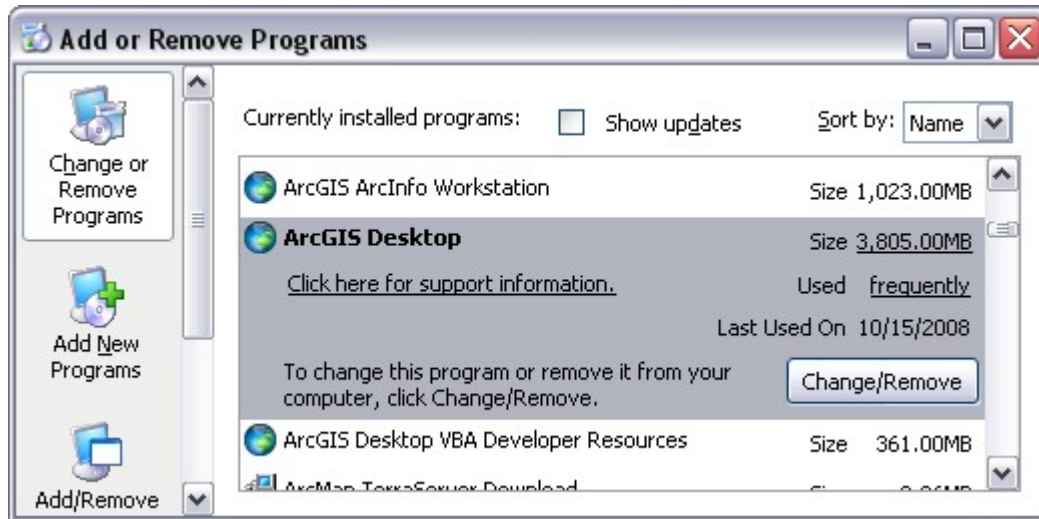 Add or Remove Programs
Change or
Remove
Programs
Add New
Programs
Add/Remove
Currently installed programs:
Show updates
Sort by: Name
ArcGIS ArcInfo Workstation Size 1,023.00MB
ArcGIS Desktop Size 3,805.00MB
Click here for support information. Used frequently
Last Used On 10/15/2008
To change this program or remove it from your
computer, click Change/Remove.
Change/Remove
ArcGIS Desktop VBA Developer Resources Size 361.00MB
ArcMap TerraServer Download